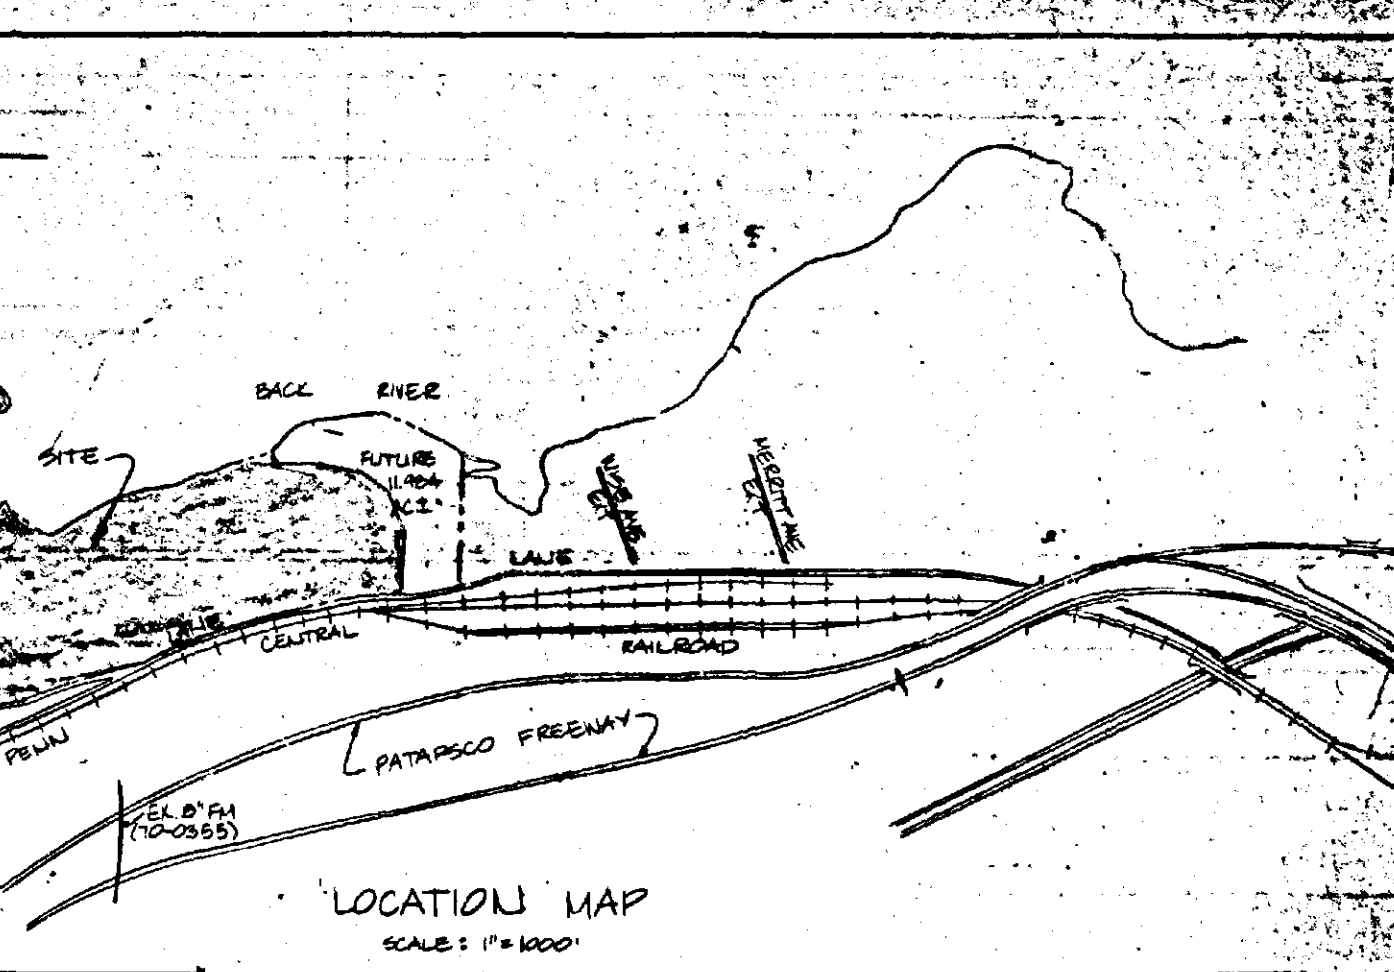 BACK RIVER
SITE
FUTURE
11.984
AC±
WISE AVE
EXT
MERRITT AVE
EXT
LANE
LANE
CENTRAL
RAILROAD
PENN
PATAPSCO FREEWAY
EX. 8" FM
(70-0355)
LOCATION MAP
SCALE: 1"=1000'